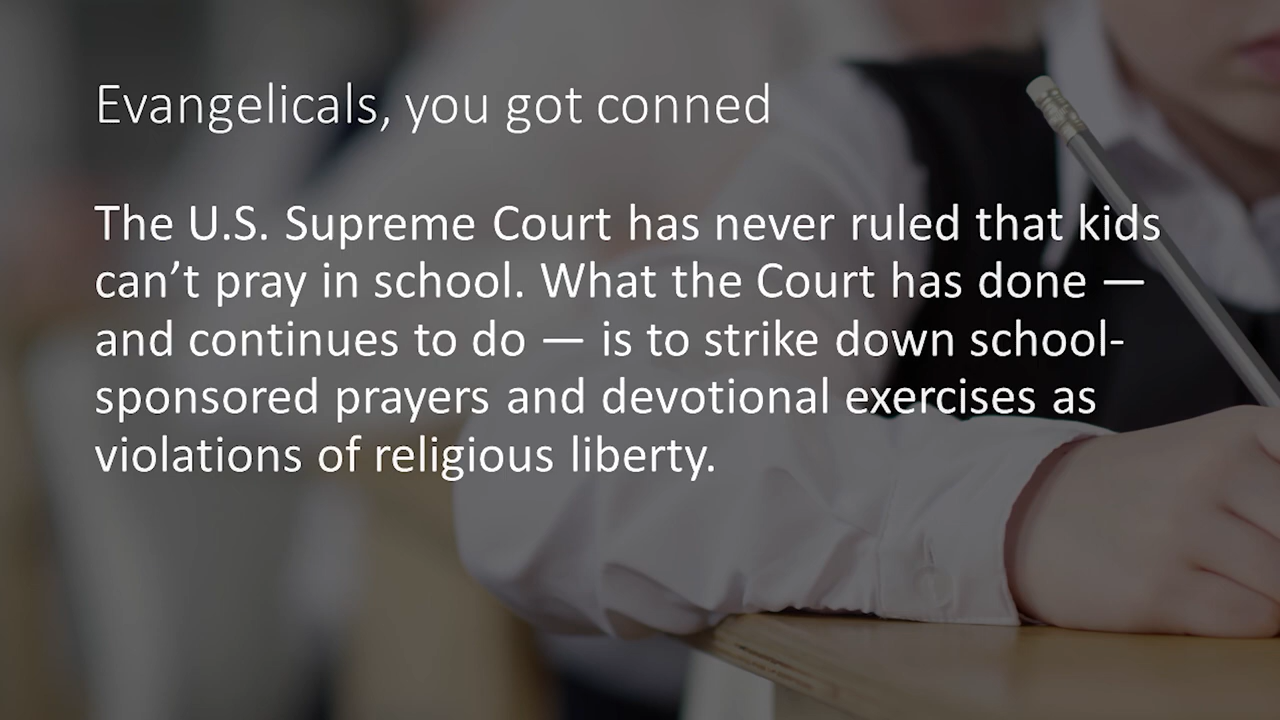 Evangelicals, you got conned
The U.S. Supreme Court has never ruled that kids
can’t pray in school. What the Court has done —
and continues to do — is to strike down school-
sponsored prayers and devotional exercises as
violations of religious liberty.